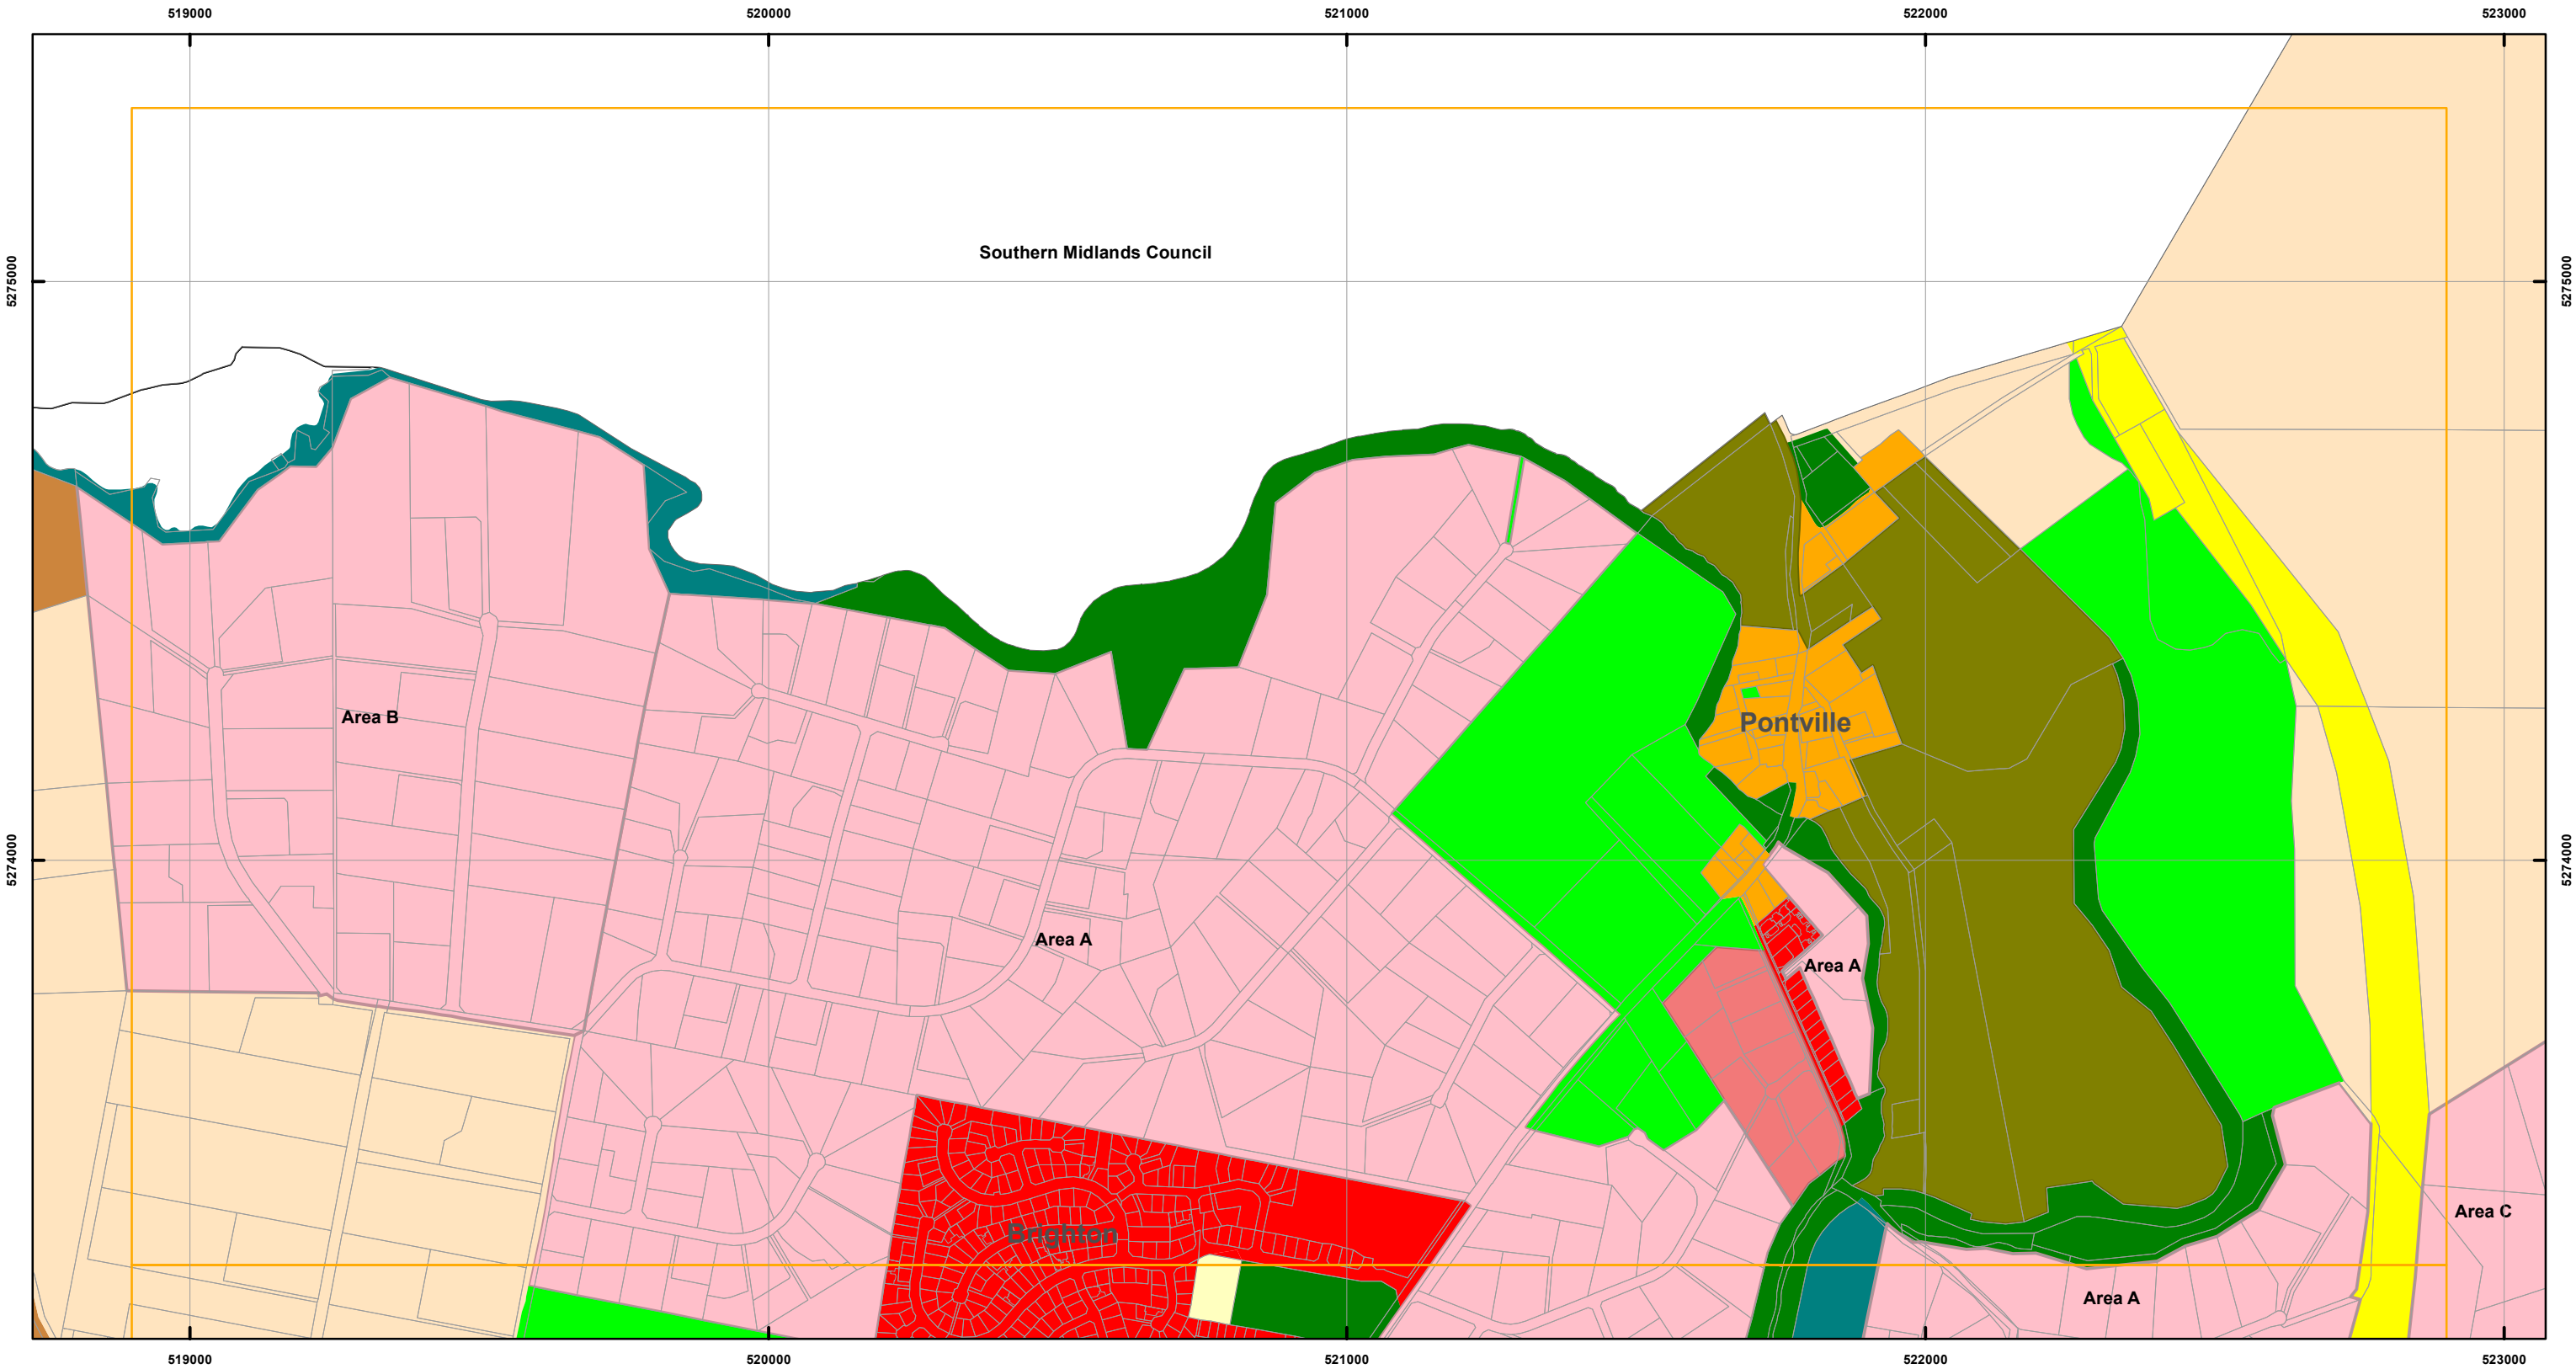 519000 520000 521000 522000 523000
Southern Midlands Council
5275000 5275000
Area B
Pontville
5274000 5274000
Area A
Area A
Area C
Brighton
Area A
519000 520000 521000 522000 523000